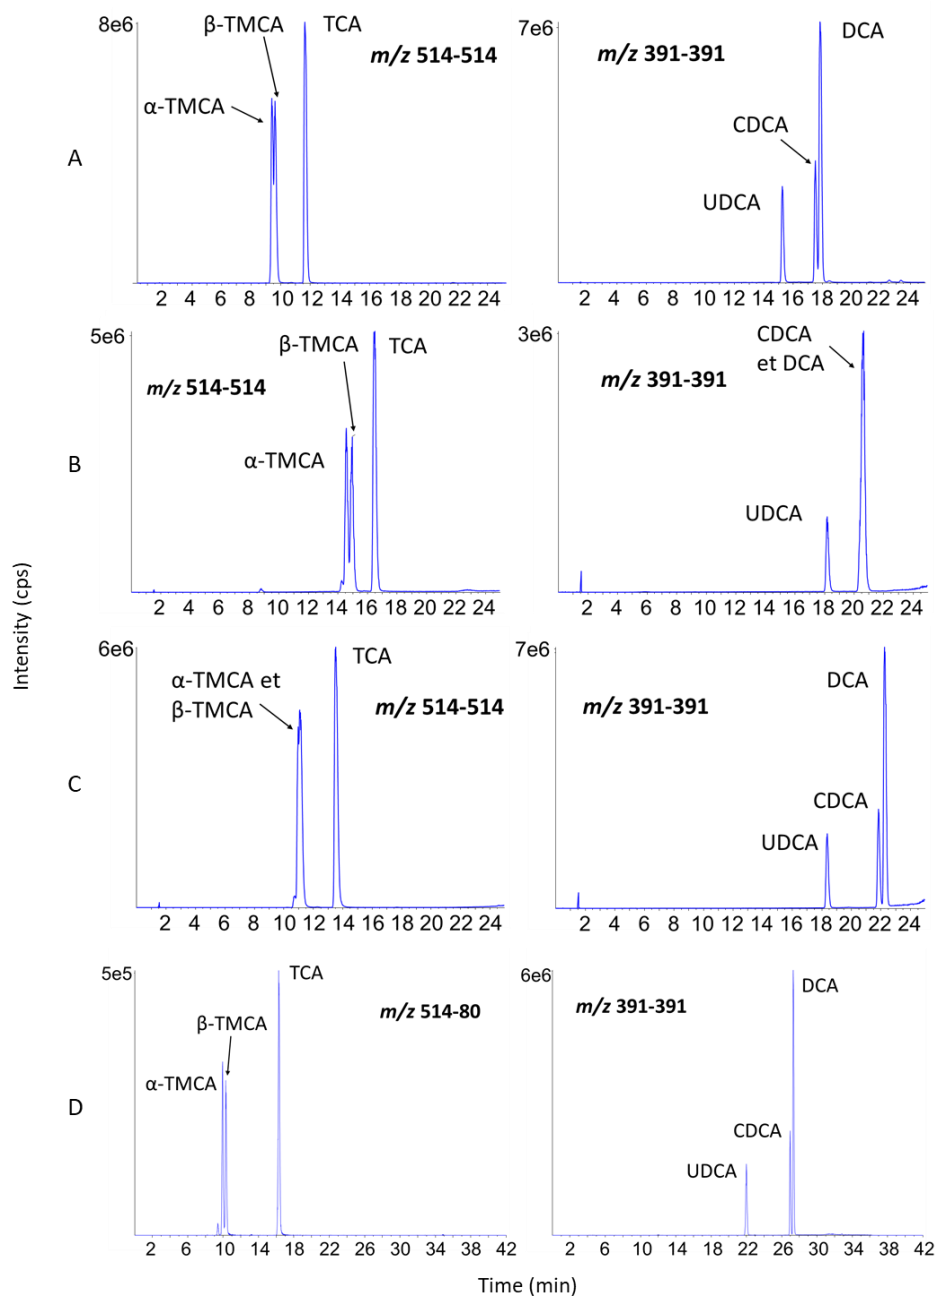 8e6
β-TMCA
TCA
m/z 514-514
α-TMCA
A
2 4 6 8 10 12 14 16 18 20 22 24
7e6
m/z 391-391
DCA
CDCA
UDCA
2 4 6 8 10 12 14 16 18 20 22 24
5e6
β-TMCA
TCA
m/z 514-514
α-TMCA
B
2 4 6 8 10 12 14 16 18 20 22 24
3e6
CDCA
et DCA
m/z 391-391
UDCA
2 4 6 8 10 12 14 16 18 20 22 24
Intensity (cps)
6e6
TCA
α-TMCA et
β-TMCA
m/z 514-514
C
2 4 6 8 10 12 14 16 18 20 22 24
7e6
DCA
m/z 391-391
CDCA
UDCA
2 4 6 8 10 12 14 16 18 20 22 24
5e5
TCA
m/z 514-80
β-TMCA
α-TMCA
D
2 6 10 14 18 22 26 30 34 38 42
6e6
DCA
m/z 391-391
CDCA
UDCA
2 6 10 14 18 22 26 30 34 38 42
Time (min)